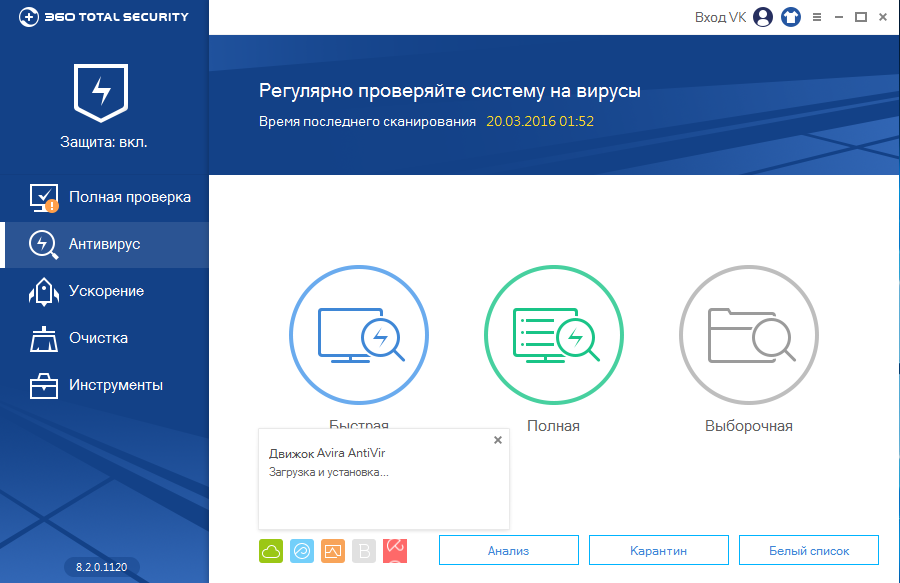 360 TOTAL SECURITY
Вход VK
Защита: вкл.
Регулярно проверяйте систему на вирусы
Время последнего сканирования 20.03.2016 01:52
Полная проверка
Антивирус
Ускорение
Очистка
Инструменты
Быстрая
Полная
Выборочная
Движок Avira AntiVir
Загрузка и установка...
B
Анализ
Карантин
Белый список
8.2.0.1120